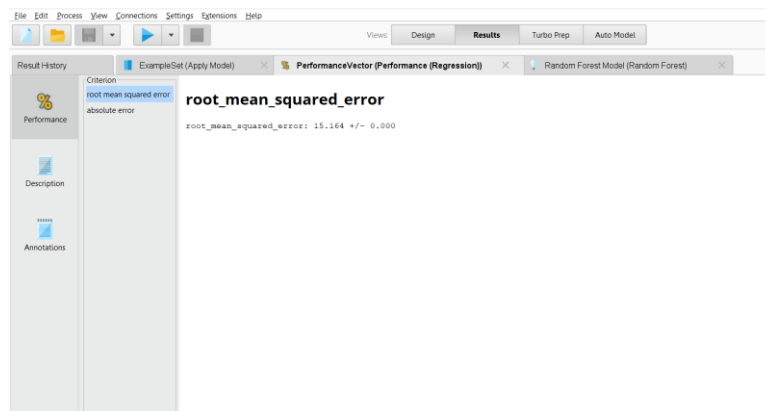 File Edit Process View Connections Settings Extensions Help
Views: Design Results Turbo Prep Auto Model
Result History ExampleSet (Apply Model) PerformanceVector (Performance (Regression)) Random Forest Model (Random Forest)
Criterion
root mean squared error
absolute error
Performance
Description
Annotations
root_mean_squared_error
root_mean_squared_error: 15.164 +/- 0.000